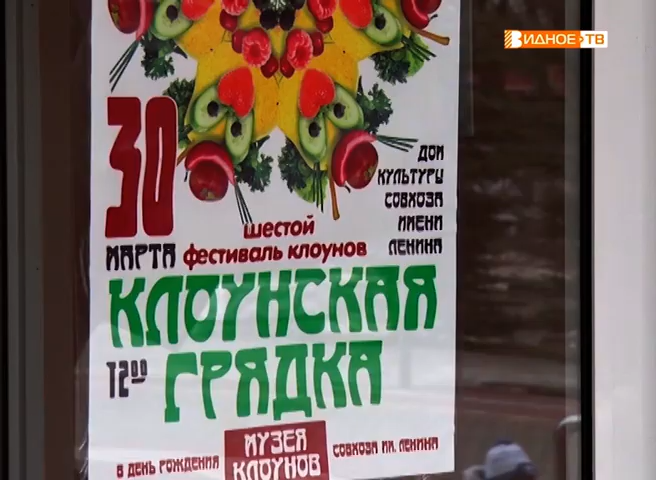 ВИДНОЕ ТВ
30
МАРТА
ДОМ
КУЛЬТУРЫ
СОВХОЗА
ИМЕНИ
ЛЕНИНА
ШЕСТОЙ
ФЕСТИВАЛЬ КЛОУНОВ
КЛОУНСКАЯ
12⁰⁰ ГРЯДКА
В ДЕНЬ РОЖДЕНИЯ
МУЗЕЯ
КЛОУНОВ
СОВХОЗА ИМ. ЛЕНИНА